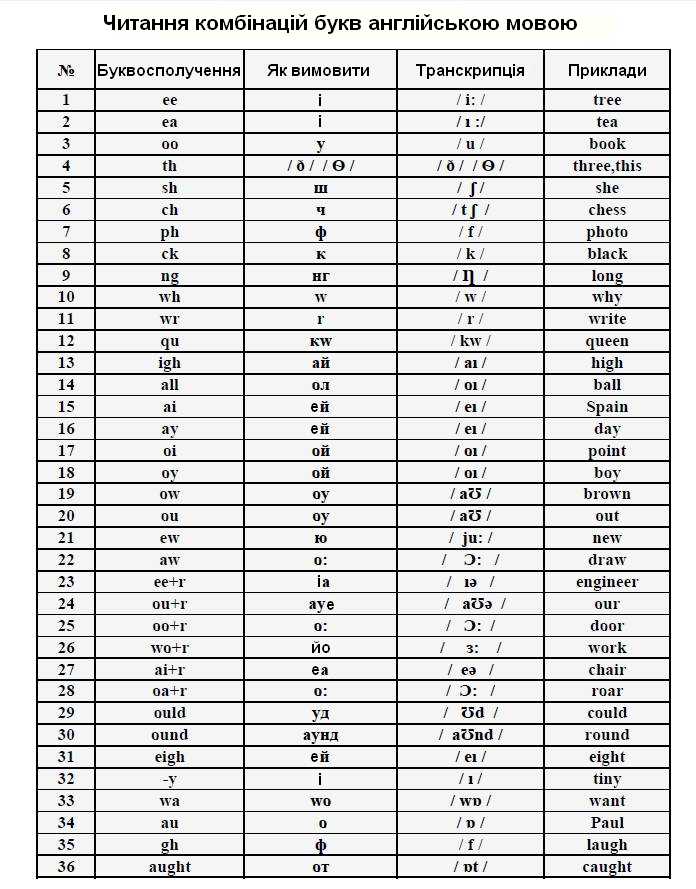 Читання комбінацій букв англійською мовою
№ Буквосполучення Як вимовити Транскрипція Приклади
1 ee і / i: / tree
2 ea і / ɪ :/ tea
3 oo у / u / book
4 th / ð / / Ө / / ð / / Ө / three,this
5 sh ш / ʃ / she
6 ch ч / t ʃ / chess
7 ph ф / f / photo
8 ck к / k / black
9 ng нг / Ŋ / long
10 wh w / w / why
11 wr r / r / write
12 qu кw / kw / queen
13 igh ай / aɪ / high
14 all ол / oɪ / ball
15 ai ей / eɪ / Spain
16 ay ей / eɪ / day
17 oi ой / oɪ / point
18 oy ой / oɪ / boy
19 ow оу / aƱ / brown
20 ou оу / aƱ / out
21 ew ю / ju: / new
22 aw о: / Ɔ: / draw
23 ee+r іа / ɪə / engineer
24 ou+r ауе / aƱə / our
25 oo+r о: / Ɔ: / door
26 wo+r йо / ɜ: / work
27 ai+r еа / eə / chair
28 oa+r о: / Ɔ: / roar
29 ould уд / Ʊd / could
30 ound аунд / aƱnd / round
31 eigh ей / eɪ / eight
32 -y і / ɪ / tiny
33 wa wo / wɒ / want
34 au о / ɒ / Paul
35 gh ф / f / laugh
36 aught от / ɒt / caught